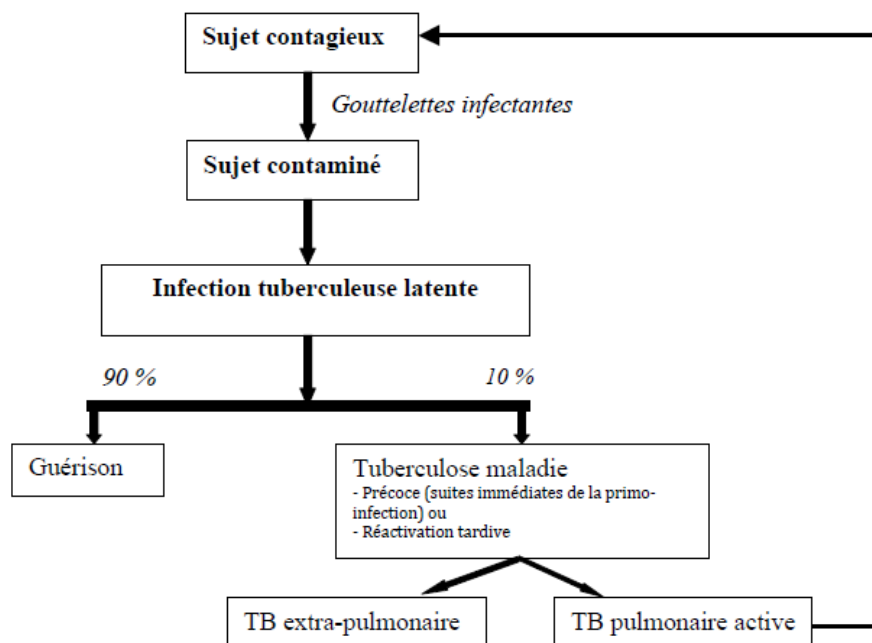 Sujet contagieux
Gouttelettes infectantes
Sujet contaminé
Infection tuberculeuse latente
90 %
10 %
Guérison
Tuberculose maladie
- Précoce (suites immédiates de la primo-
infection) ou
- Réactivation tardive
TB extra-pulmonaire
TB pulmonaire active